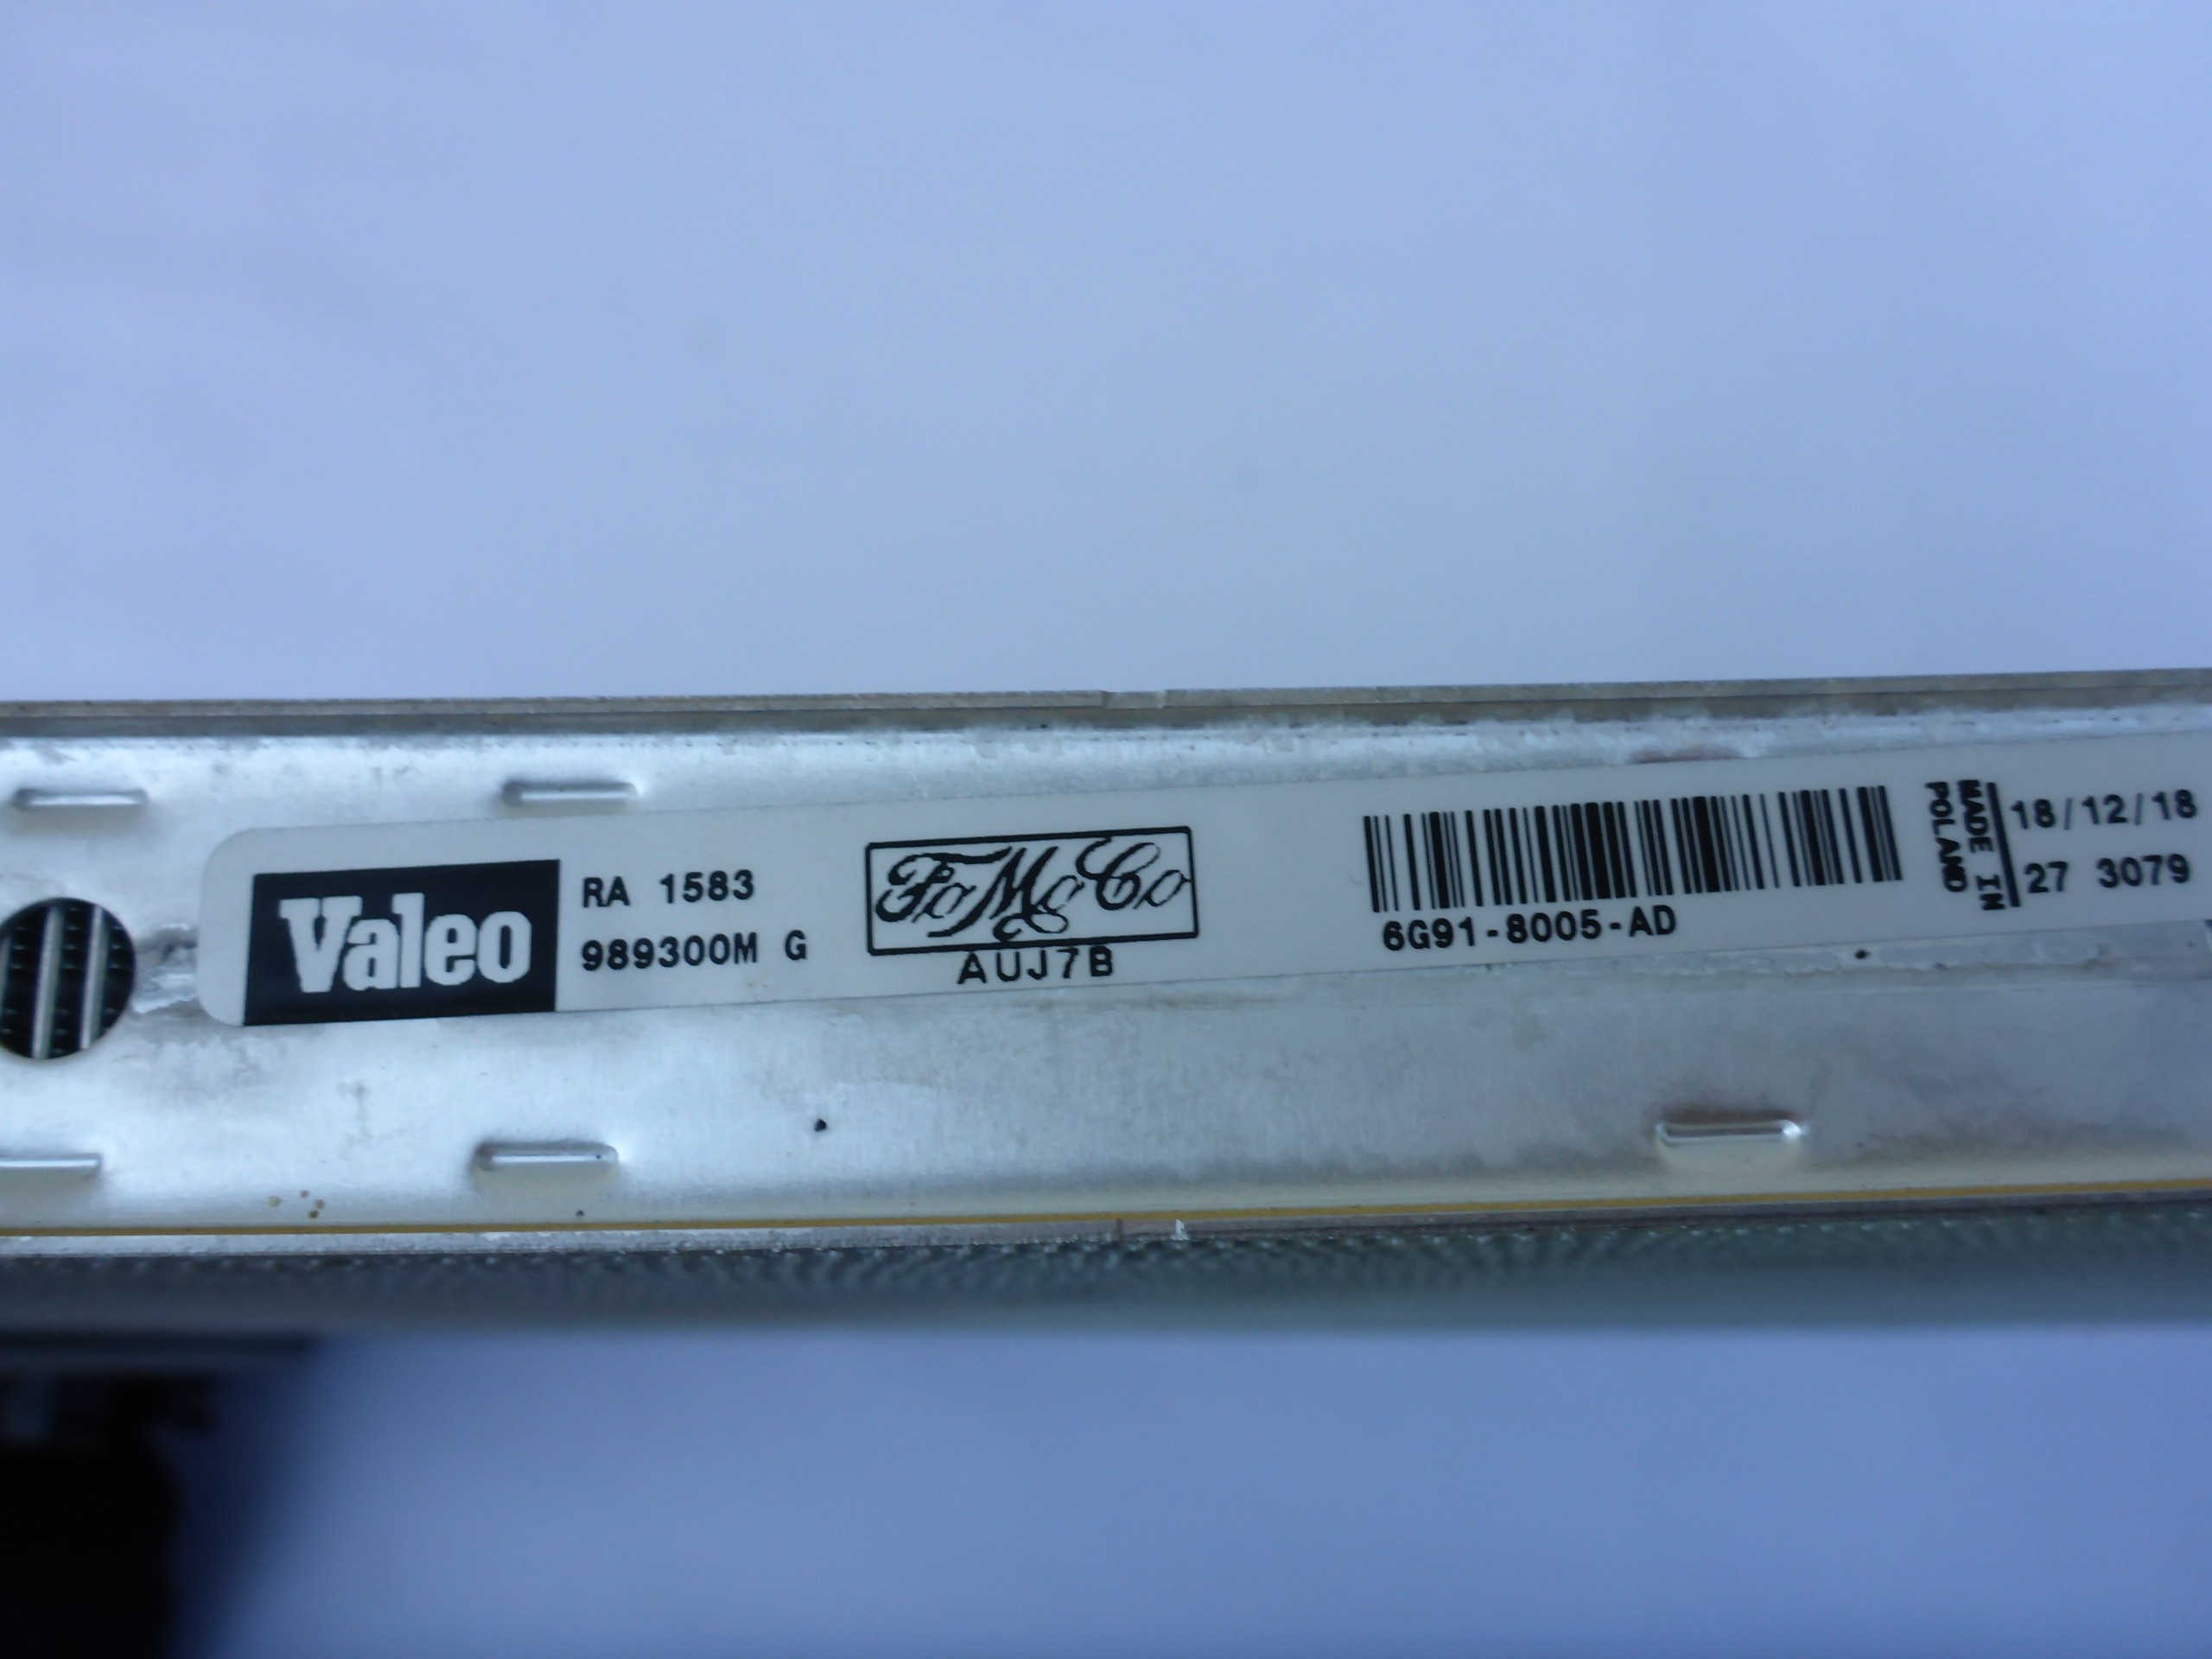 Valeo
RA 1583
989300M G
FoMoCo
AUJ7B
6G91-8005-AD
MADE IN
POLAND
18/12/18
27 3079